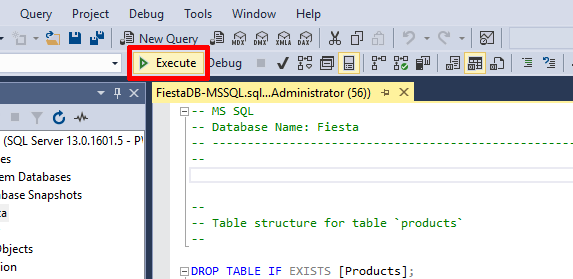 Query Project Debug Tools Window Help
New Query MDX DMX XMLA DAX
Execute Debug
FiestaDB-MSSQL.sql...Administrator (56))
(SQL Server 13.0.1601.5 - P
es
em Databases
abase Snapshots
ta
Objects
ion
-- MS SQL
-- Database Name: Fiesta
--
--
-- Table structure for table `products`
--
DROP TABLE IF EXISTS [Products];